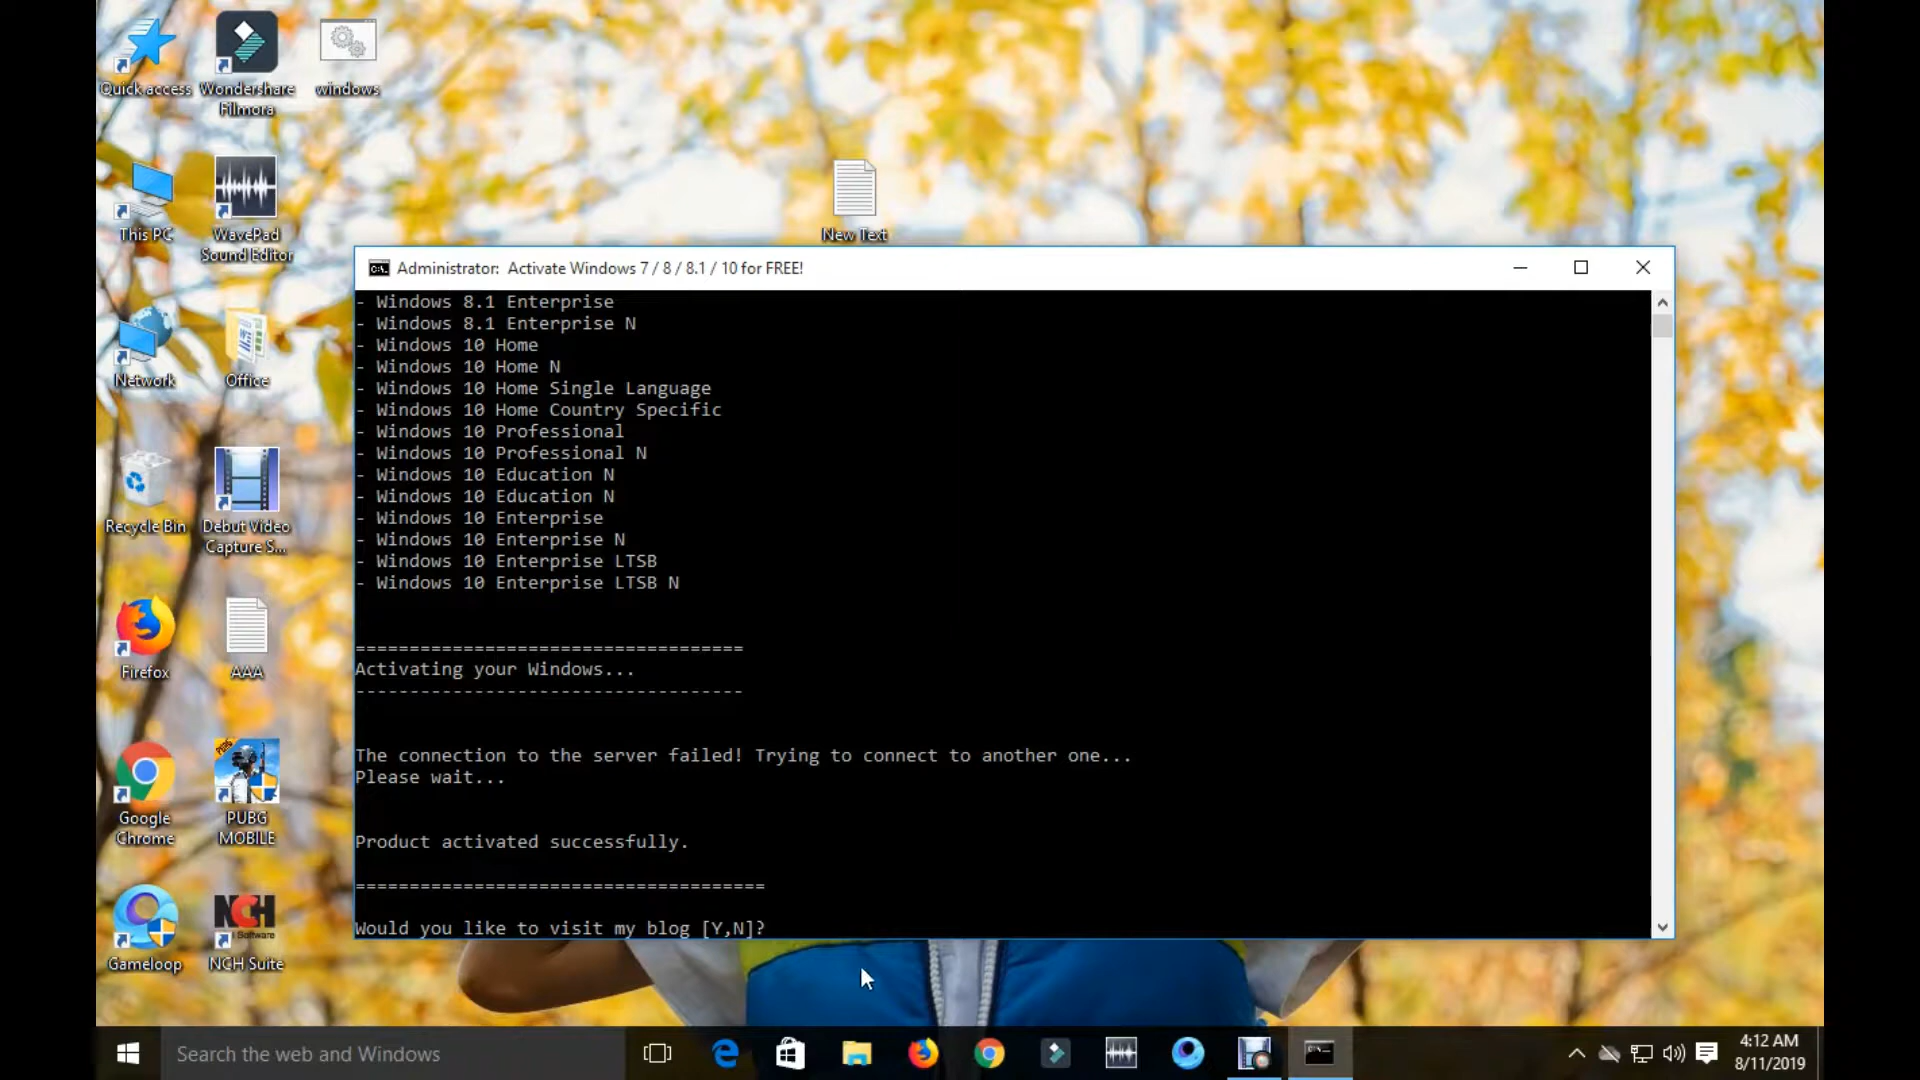 Quick access
Wondershare
Filmora
windows
This PC
WavePad
Sound Editor
New Text
Network
Office
Recycle Bin
Debut Video
Capture S...
Firefox
AAA
Google
Chrome
PUBG
MOBILE
Gameloop
NCH
Software
NCH Suite
Administrator: Activate Windows 7 / 8 / 8.1 / 10 for FREE!
- Windows 8.1 Enterprise
- Windows 8.1 Enterprise N
- Windows 10 Home
- Windows 10 Home N
- Windows 10 Home Single Language
- Windows 10 Home Country Specific
- Windows 10 Professional
- Windows 10 Professional N
- Windows 10 Education N
- Windows 10 Education N
- Windows 10 Enterprise
- Windows 10 Enterprise N
- Windows 10 Enterprise LTSB
- Windows 10 Enterprise LTSB N
====================================
Activating your Windows...
------------------------------------
The connection to the server failed! Trying to connect to another one...
Please wait...
Product activated successfully.
======================================
Would you like to visit my blog [Y,N]?
Search the web and Windows
4:12 AM
8/11/2019